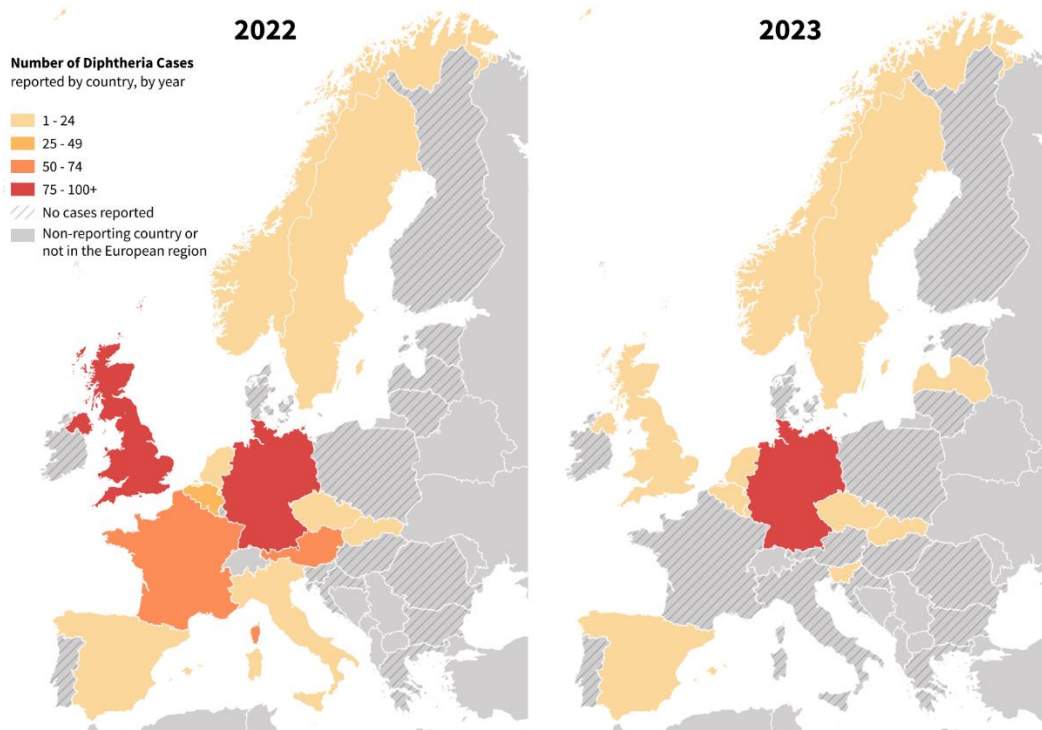 2022
2023
Number of Diphtheria Cases
reported by country, by year
1 - 24
25 - 49
50 - 74
75 - 100+
No cases reported
Non-reporting country or
not in the European region